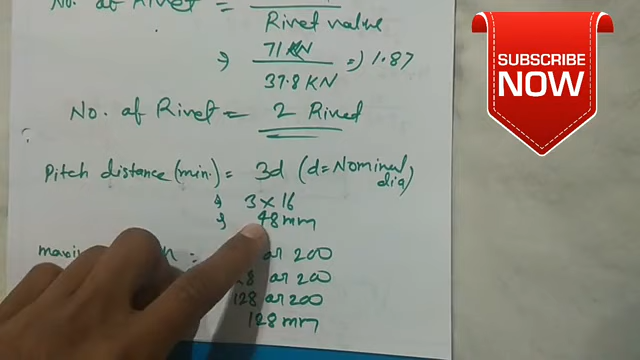 No. of Rivet =
Rivet value
71 KN
=) 1.87
37.8 KN
No. of Rivet = 2 Rived
Pitch distance (min.) = 3d (d = Nominal dia)
3 x 16
48 mm
or 200
or 200
128 or 200
128 mm
SUBSCRIBE
NOW